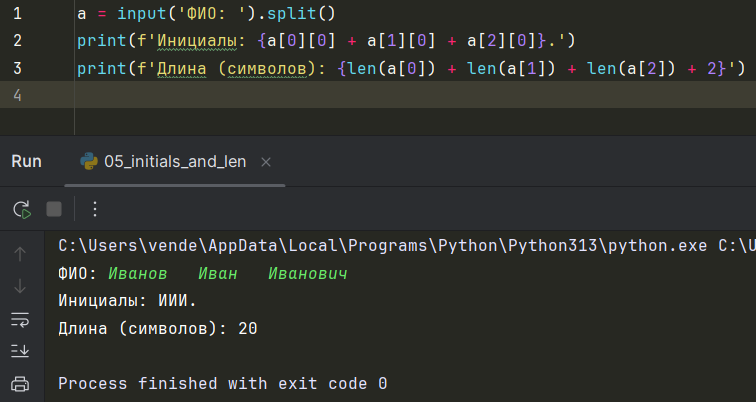 1 a = input('ФИО: ').split()
2 print(f'Инициалы: {a[0][0] + a[1][0] + a[2][0]}.')
3 print(f'Длина (символов): {len(a[0]) + len(a[1]) + len(a[2]) + 2}')
4
Run 05_initials_and_len
C:\Users\vende\AppData\Local\Programs\Python\Python313\python.exe C:\U
ФИО: Иванов   Иван   Иванович
Инициалы: ИИИ.
Длина (символов): 20
Process finished with exit code 0